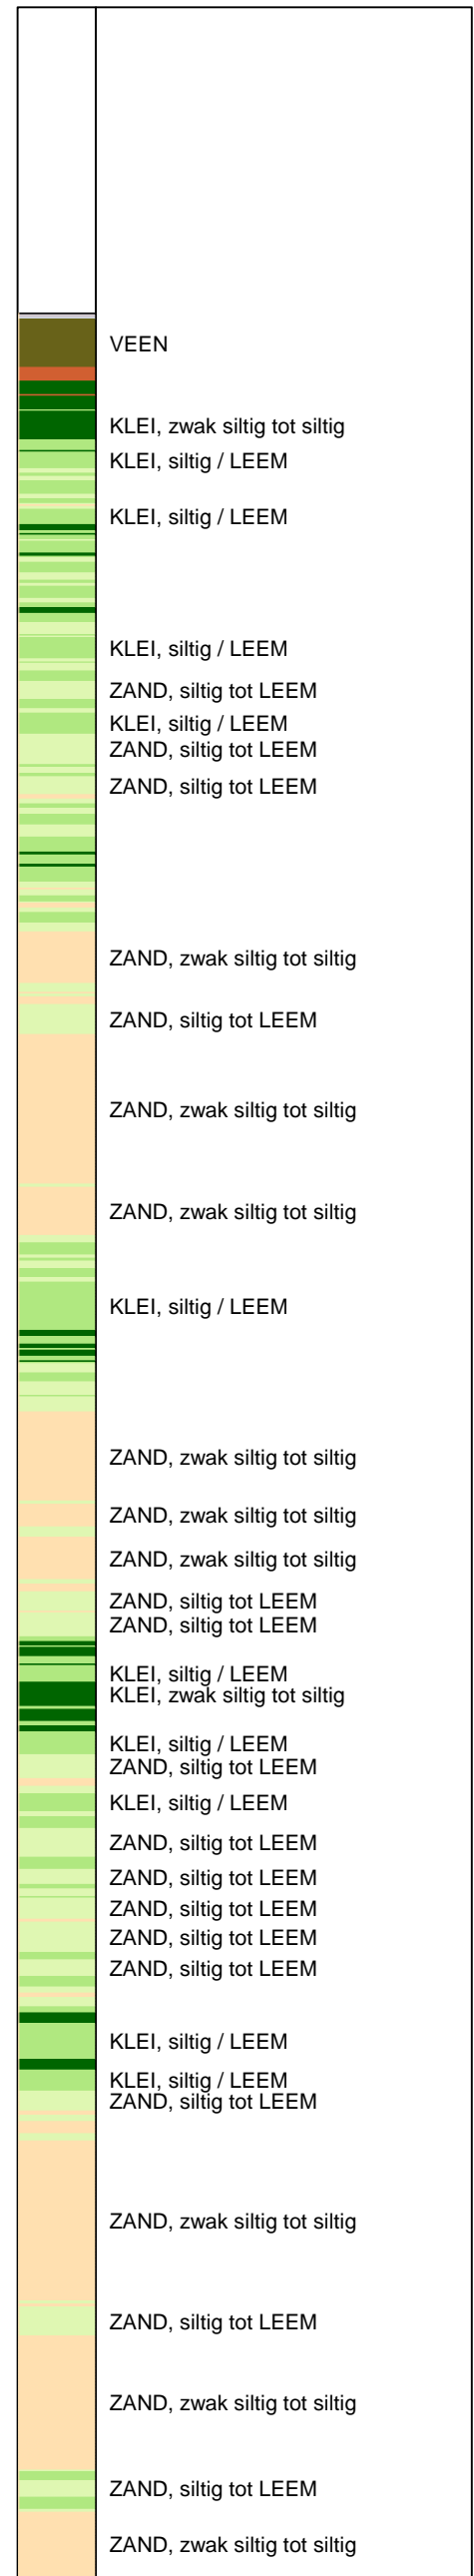 VEEN
KLEI, zwak siltig tot siltig
KLEI, siltig / LEEM
KLEI, siltig / LEEM
KLEI, siltig / LEEM
ZAND, siltig tot LEEM
KLEI, siltig / LEEM
ZAND, siltig tot LEEM
ZAND, siltig tot LEEM
ZAND, zwak siltig tot siltig
ZAND, siltig tot LEEM
ZAND, zwak siltig tot siltig
ZAND, zwak siltig tot siltig
KLEI, siltig / LEEM
ZAND, zwak siltig tot siltig
ZAND, zwak siltig tot siltig
ZAND, zwak siltig tot siltig
ZAND, siltig tot LEEM
ZAND, siltig tot LEEM
KLEI, siltig / LEEM
KLEI, zwak siltig tot siltig
KLEI, siltig / LEEM
ZAND, siltig tot LEEM
KLEI, siltig / LEEM
ZAND, siltig tot LEEM
ZAND, siltig tot LEEM
ZAND, siltig tot LEEM
ZAND, siltig tot LEEM
ZAND, siltig tot LEEM
KLEI, siltig / LEEM
KLEI, siltig / LEEM
ZAND, siltig tot LEEM
ZAND, zwak siltig tot siltig
ZAND, siltig tot LEEM
ZAND, zwak siltig tot siltig
ZAND, siltig tot LEEM
ZAND, zwak siltig tot siltig